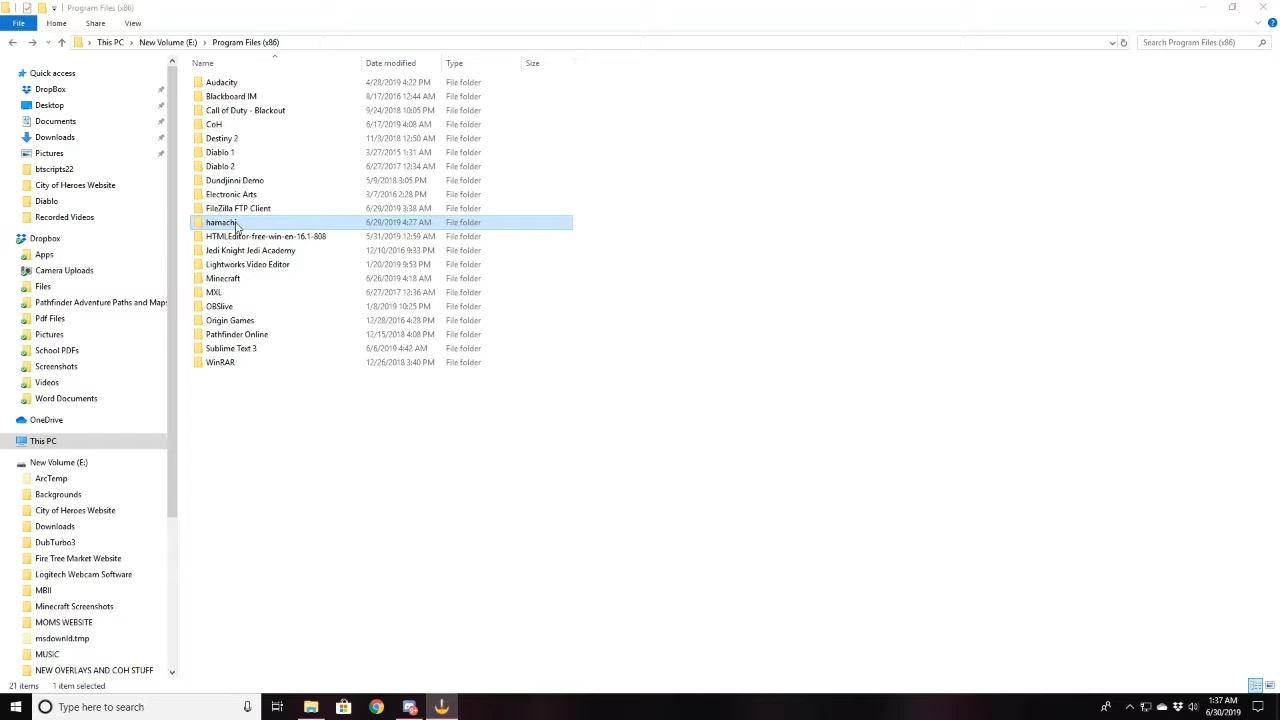 Program Files (x86)
File Home Share View
This PC New Volume (E:) Program Files (x86) Search Program Files (x86)
Name Date modified Type Size
Quick access
DropBox
Desktop
Documents
Downloads
Pictures
btscripts22
City of Heroes Website
Diablo
Recorded Videos
Dropbox
Apps
Camera Uploads
Files
Pathfinder Adventure Paths and Maps
Pdf Files
Pictures
School PDFs
Screenshots
Videos
Word Documents
OneDrive
This PC
New Volume (E:)
ArcTemp
Backgrounds
City of Heroes Website
Downloads
DubTurbo3
Fire Tree Market Website
Logitech Webcam Software
MBII
Minecraft Screenshots
MOMS WEBSITE
msdownld.tmp
MUSIC
NEW OVERLAYS AND COH STUFF
Audacity 4/28/2019 4:22 PM File folder
Blackboard IM 8/17/2016 12:44 AM File folder
Call of Duty - Blackout 9/24/2018 10:05 PM File folder
CoH 6/17/2019 4:08 AM File folder
Destiny 2 11/3/2018 12:50 AM File folder
Diablo 1 3/27/2015 1:31 AM File folder
Diablo 2 6/27/2017 12:34 AM File folder
Dundjinni Demo 5/9/2018 3:05 PM File folder
Electronic Arts 3/7/2016 2:28 PM File folder
FileZilla FTP Client 6/29/2019 3:38 AM File folder
hamachi 6/29/2019 4:27 AM File folder
HTMLEditor-free-win-en-16.1-808 5/31/2019 12:59 AM File folder
Jedi Knight Jedi Academy 12/10/2016 9:33 PM File folder
Lightworks Video Editor 1/20/2019 9:53 PM File folder
Minecraft 6/26/2019 4:18 AM File folder
MXL 6/27/2017 12:36 AM File folder
OBSlive 1/8/2019 10:25 PM File folder
Origin Games 12/28/2016 4:28 PM File folder
Pathfinder Online 12/15/2018 4:08 PM File folder
Sublime Text 3 6/6/2019 4:42 AM File folder
WinRAR 12/26/2018 3:40 PM File folder
21 items 1 item selected
Type here to search
1:37 AM
6/30/2019